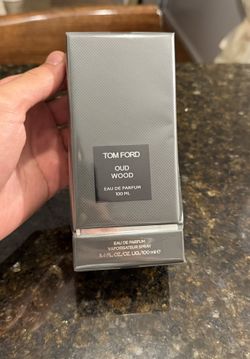 TOM FORD
OUD
WOOD
EAU DE PARFUM
100 ML
EAU DE PARFUM
VAPORISATEUR SPRAY
3.4 FL.OZ./OZ.LIQ./100 ml e